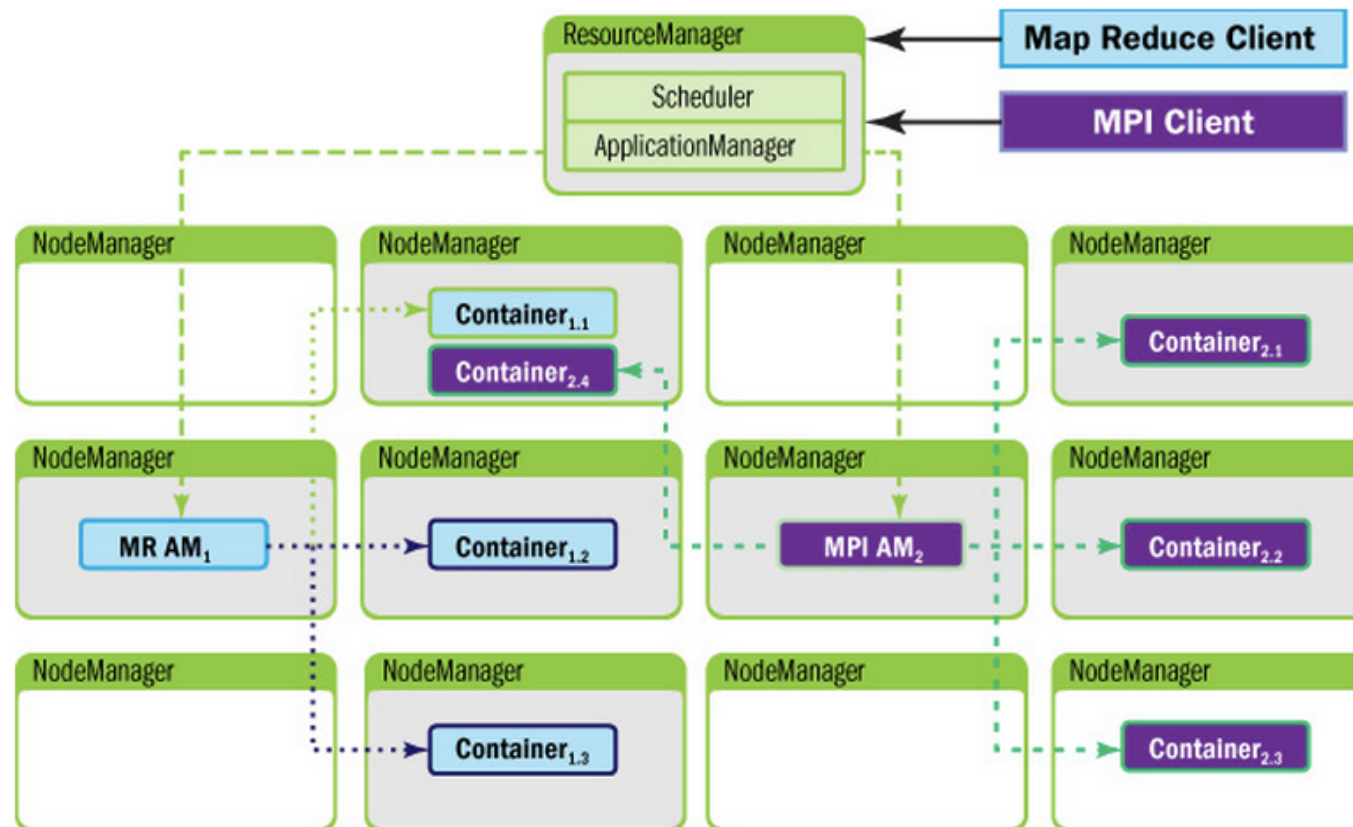 ResourceManager
Map Reduce Client
Scheduler
MPI Client
ApplicationManager
NodeManager
NodeManager
NodeManager
NodeManager
Container1.1
Container2.4
Container2.1
NodeManager
NodeManager
NodeManager
NodeManager
MR AM1
Container1.2
MPI AM2
Container2.2
NodeManager
NodeManager
NodeManager
NodeManager
Container1.3
Container2.3